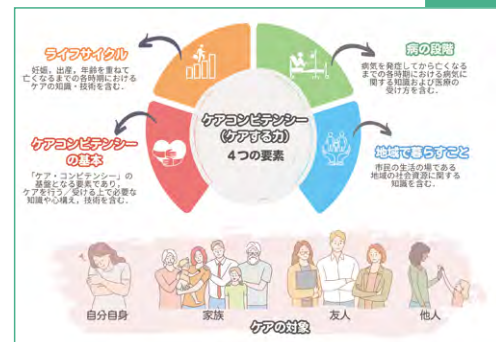 ライフサイクル
妊娠，出産，年齢を重ねて
亡くなるまでの各時期における
ケアの知識・技術を含む．
病の段階
病気を発症してから亡くなる
までの各時期における病気に
関する知識および医療の
受け方を含む．
ケアコンピテンシー
(ケアする力)
4つの要素
ケアコンピテンシー
の基本
「ケア・コンピテンシー」の
基盤となる要素であり，
ケアを行う／受ける上で必要な
知識や心構え，技術を含む．
地域で暮らすこと
市民の生活の場である
地域の社会資源に関する
知識を含む．
自分自身
家族
友人
他人
ケアの対象